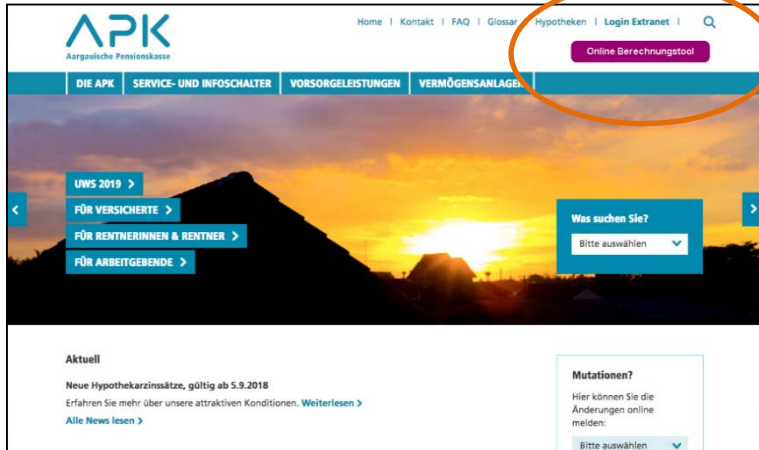 APK
Aargauische Pensionskasse
Home | Kontakt | FAQ | Glossar Hypotheken | Login Extranet |
Online Berechnungstool
DIE APK SERVICE- UND INFOSCHALTER VORSORGELEISTUNGEN VERMÖGENSANLAGEN
UWS 2019 >
FÜR VERSICHERTE >
FÜR RENTNERINNEN & RENTNER >
FÜR ARBEITGEBENDE >
Was suchen Sie?
Bitte auswählen
Aktuell
Neue Hypothekarzinssätze, gültig ab 5.9.2018
Erfahren Sie mehr über unsere attraktiven Konditionen. Weiterlesen >
Alle News lesen >
Mutationen?
Hier können Sie die
Änderungen online
melden:
Bitte auswählen